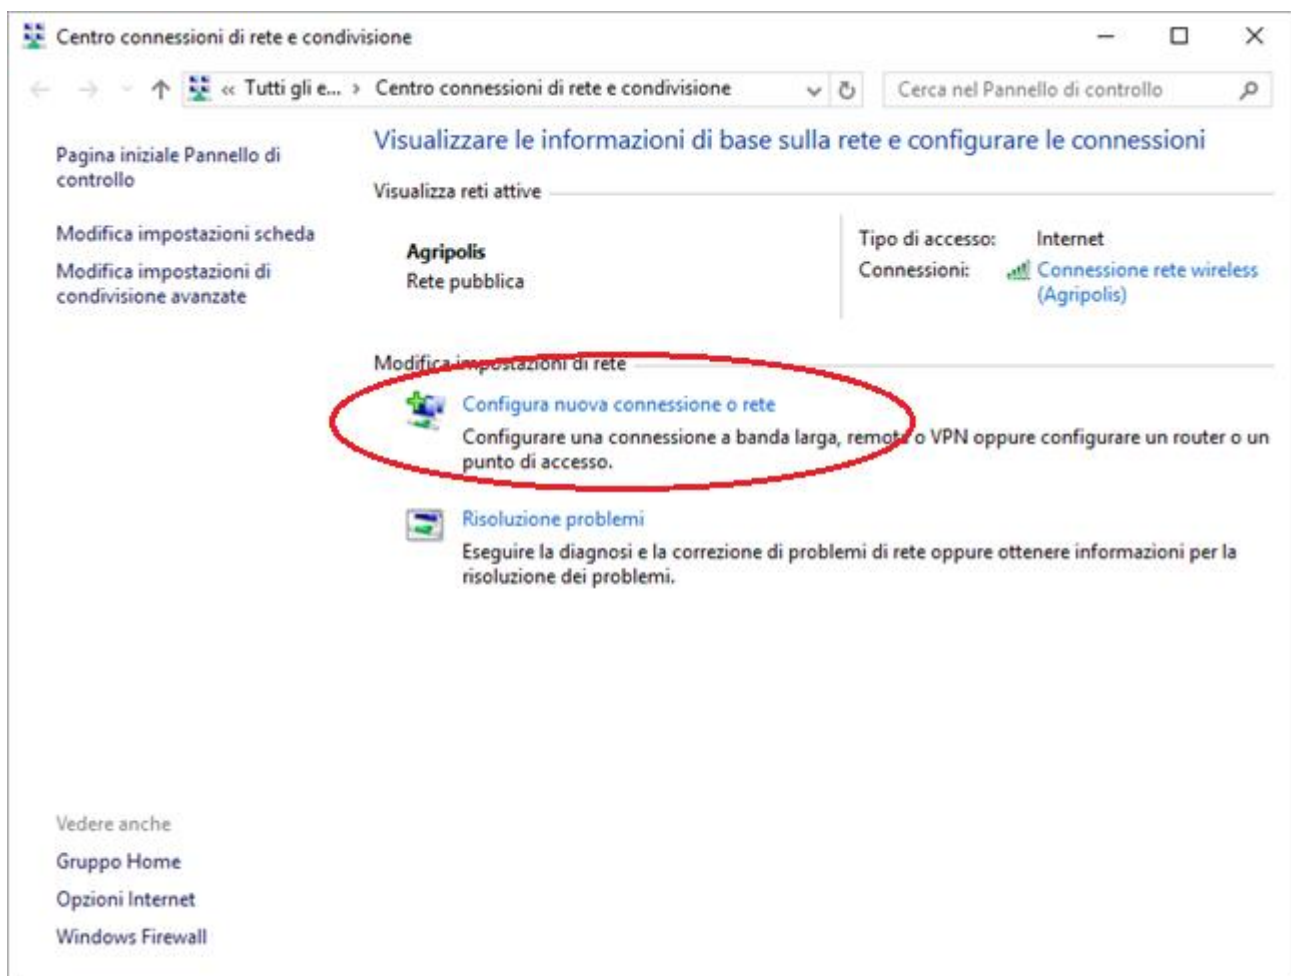 Centro connessioni di rete e condivisione
« Tutti gli e... › Centro connessioni di rete e condivisione
Cerca nel Pannello di controllo
Pagina iniziale Pannello di
controllo
Modifica impostazioni scheda
Modifica impostazioni di
condivisione avanzate
Visualizzare le informazioni di base sulla rete e configurare le connessioni
Visualizza reti attive
Agripolis
Rete pubblica
Tipo di accesso: Internet
Connessioni: Connessione rete wireless
(Agripolis)
Modifica impostazioni di rete
Configura nuova connessione o rete
Configurare una connessione a banda larga, remota o VPN oppure configurare un router o un
punto di accesso.
Risoluzione problemi
Eseguire la diagnosi e la correzione di problemi di rete oppure ottenere informazioni per la
risoluzione dei problemi.
Vedere anche
Gruppo Home
Opzioni Internet
Windows Firewall